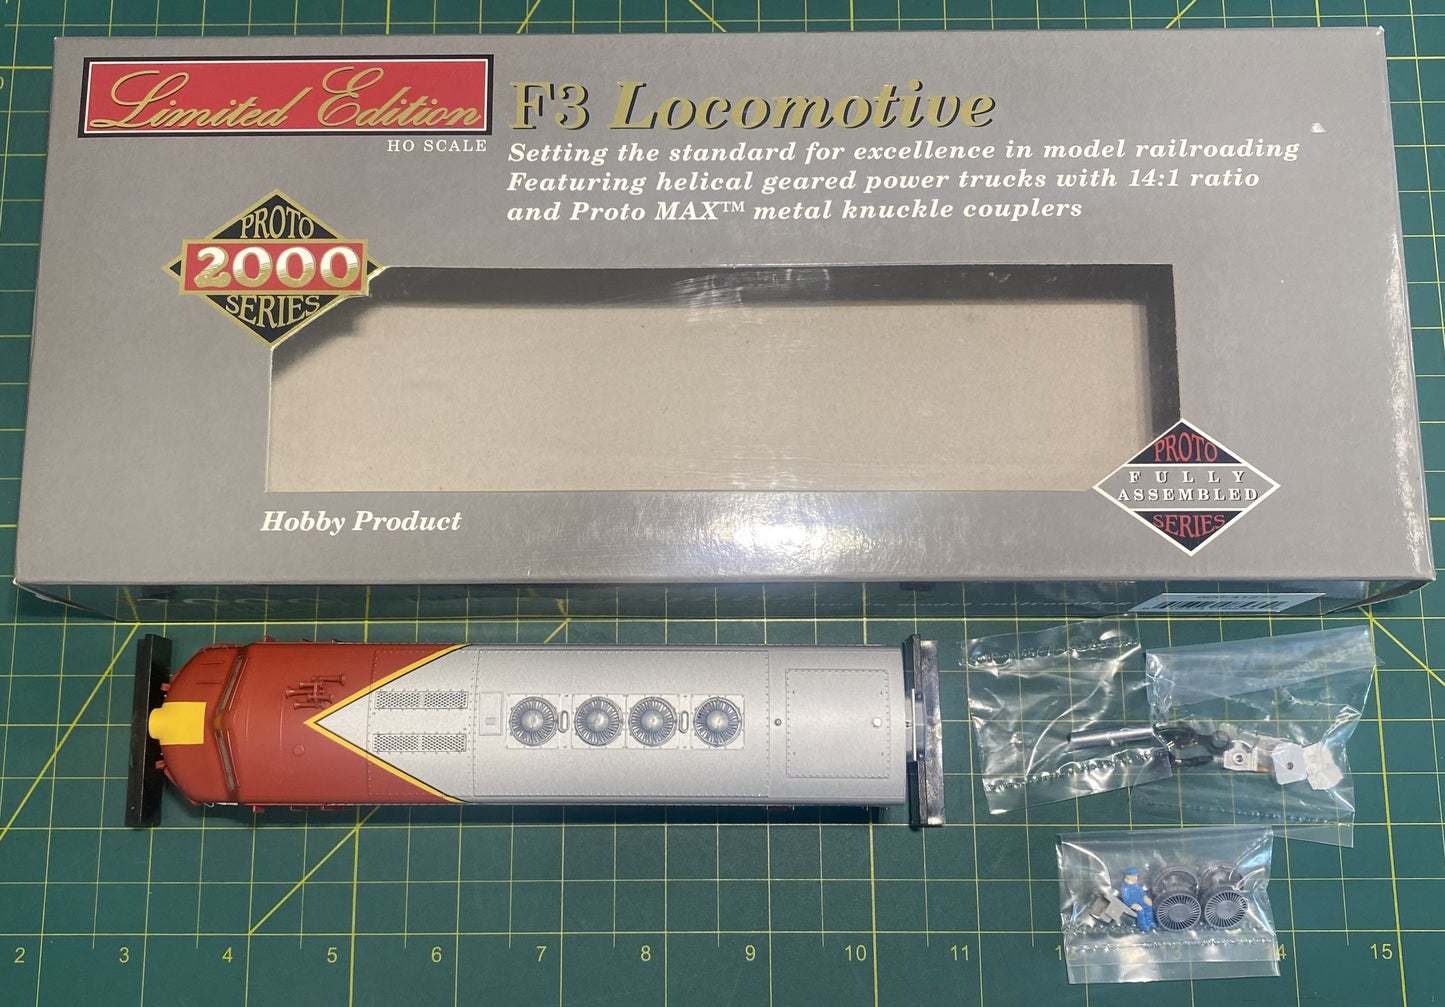 Limited Edition
HO SCALE
F3 Locomotive
Setting the standard for excellence in model railroading
Featuring helical geared power trucks with 14:1 ratio
and Proto MAX™ metal knuckle couplers
PROTO
2000
SERIES
PROTO
FULLY
ASSEMBLED
SERIES
Hobby Product
2 3 4 5 6 7 8 9 10 11 12 14 15